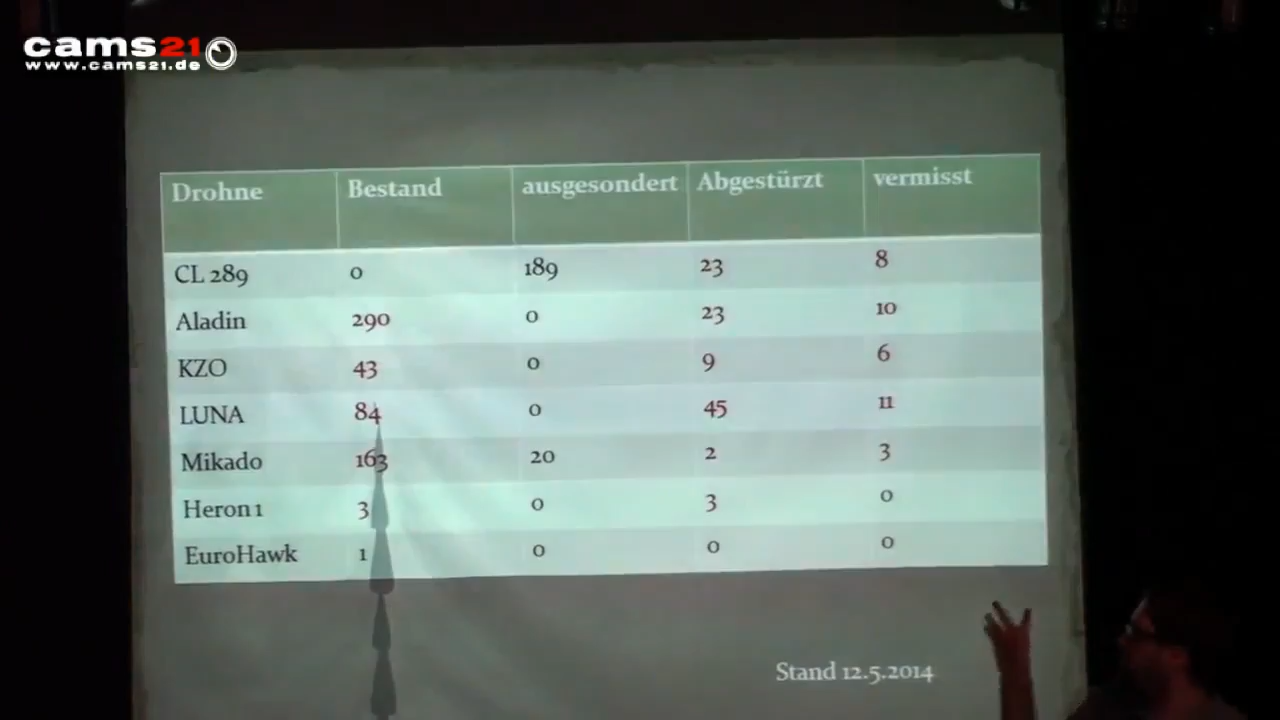 cams21
www.cams21.de
Drohne Bestand ausgesondert Abgestürzt vermisst
CL 289 0 189 23 8
Aladin 290 0 23 10
KZO 43 0 9 6
LUNA 84 0 45 11
Mikado 163 20 2 3
Heron 1 3 0 3 0
EuroHawk 1 0 0 0
Stand 12.5.2014